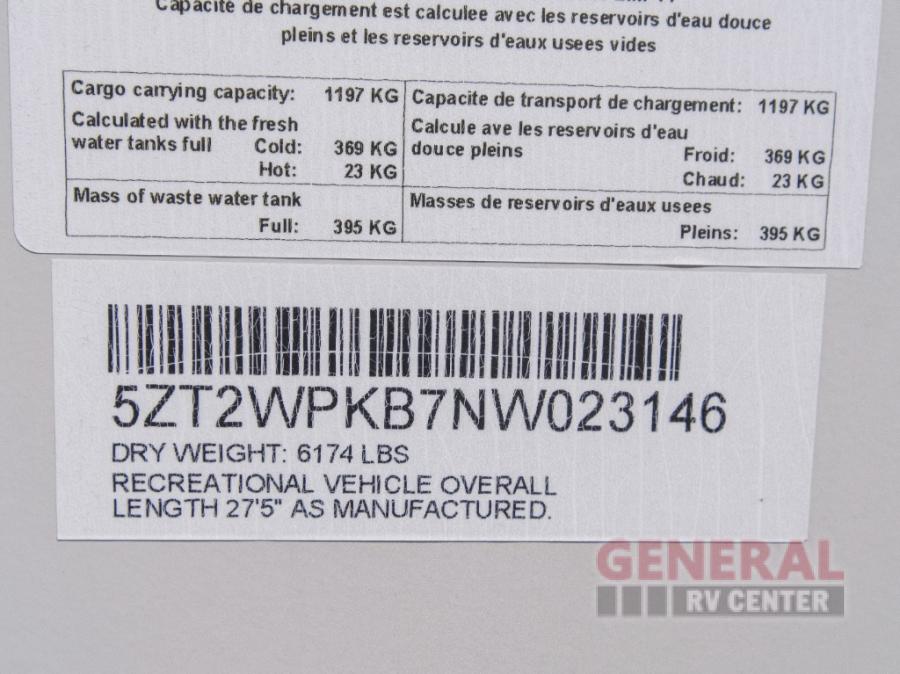 Capacite de chargement est calculee avec les reservoirs d'eau douce
pleins et les reservoirs d'eaux usees vides
Cargo carrying capacity: 1197 KG
Calculated with the fresh
water tanks full Cold: 369 KG
Hot: 23 KG
Mass of waste water tank
Full: 395 KG
Capacite de transport de chargement: 1197 KG
Calcule ave les reservoirs d'eau
douce pleins Froid: 369 KG
Chaud: 23 KG
Masses de reservoirs d'eaux usees
Pleins: 395 KG
5ZT2WPKB7NW023146
DRY WEIGHT: 6174 LBS
RECREATIONAL VEHICLE OVERALL
LENGTH 27'5" AS MANUFACTURED.
GENERAL
RV CENTER